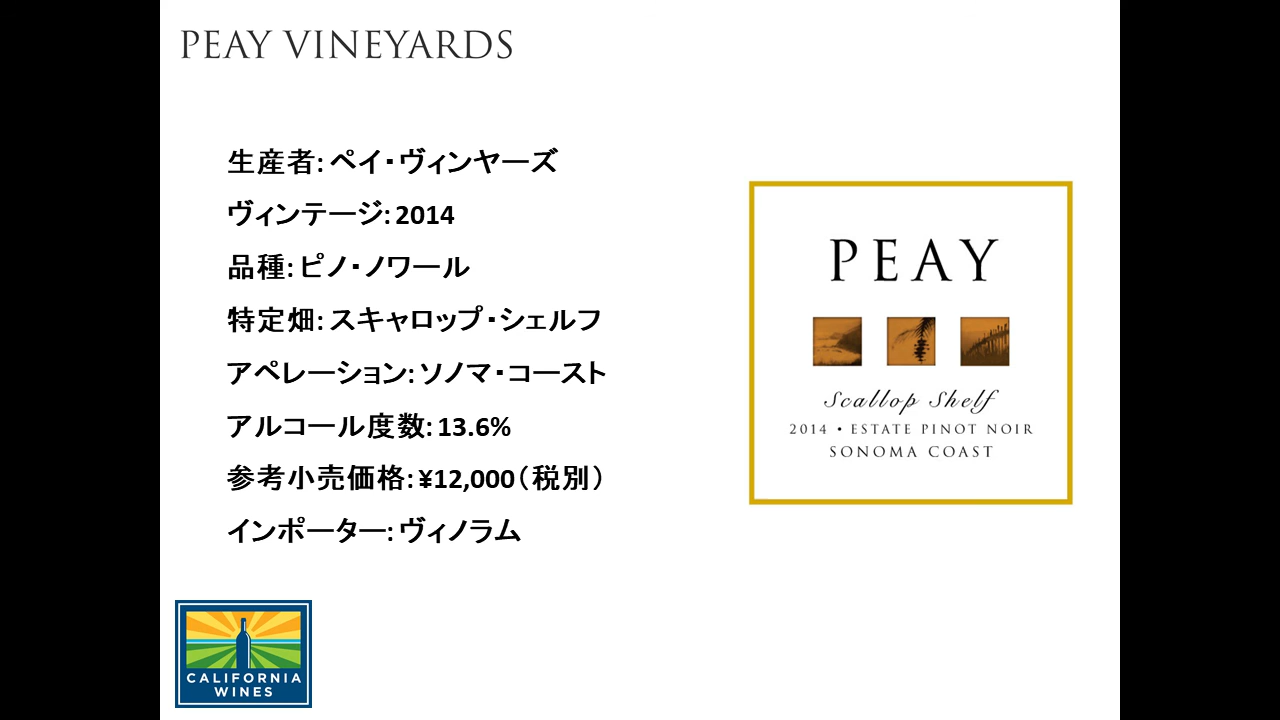 PEAY VINEYARDS
生産者: ペイ・ヴィンヤーズ
ヴィンテージ: 2014
品種: ピノ・ノワール
特定畑: スキャロップ・シェルフ
アペレーション: ソノマ・コースト
アルコール度数: 13.6%
参考小売価格: ¥12,000（税別）
インポーター: ヴィノラム
PEAY
Scallop Shelf
2014 • ESTATE PINOT NOIR
SONOMA COAST
CALIFORNIA
WINES